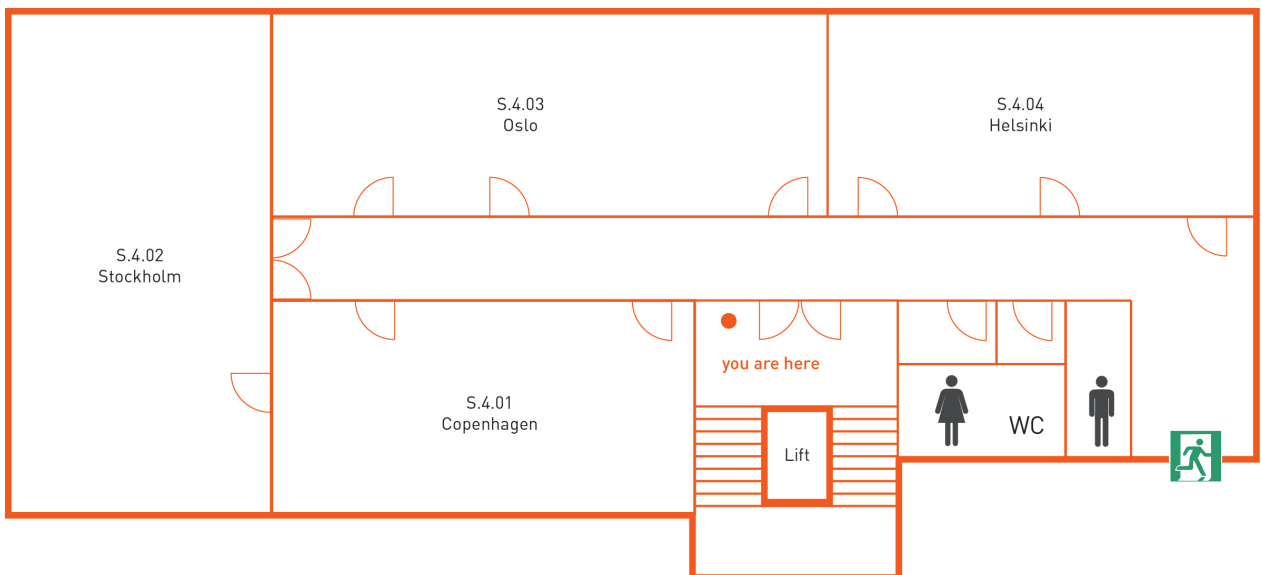 S.4.03
Oslo
S.4.04
Helsinki
S.4.02
Stockholm
you are here
S.4.01
Copenhagen
WC
Lift